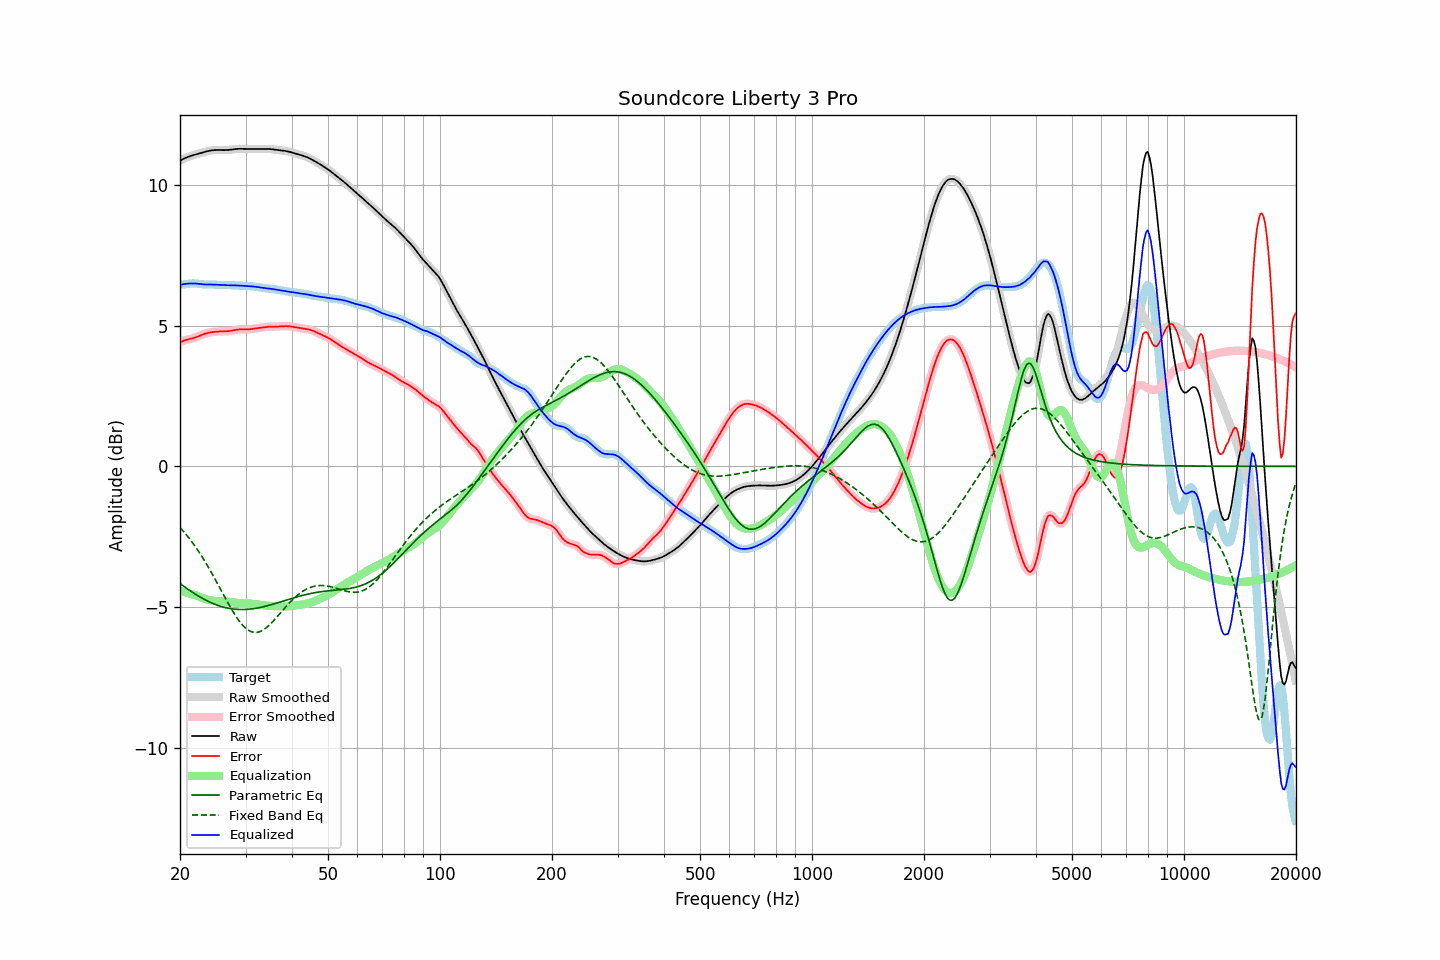 Soundcore Liberty 3 Pro
Amplitude (dBr)
10
5
0
−5
−10
Target
Raw Smoothed
Error Smoothed
Raw
Error
Equalization
Parametric Eq
Fixed Band Eq
Equalized
20 50 100 200 500 1000 2000 5000 10000 20000
Frequency (Hz)